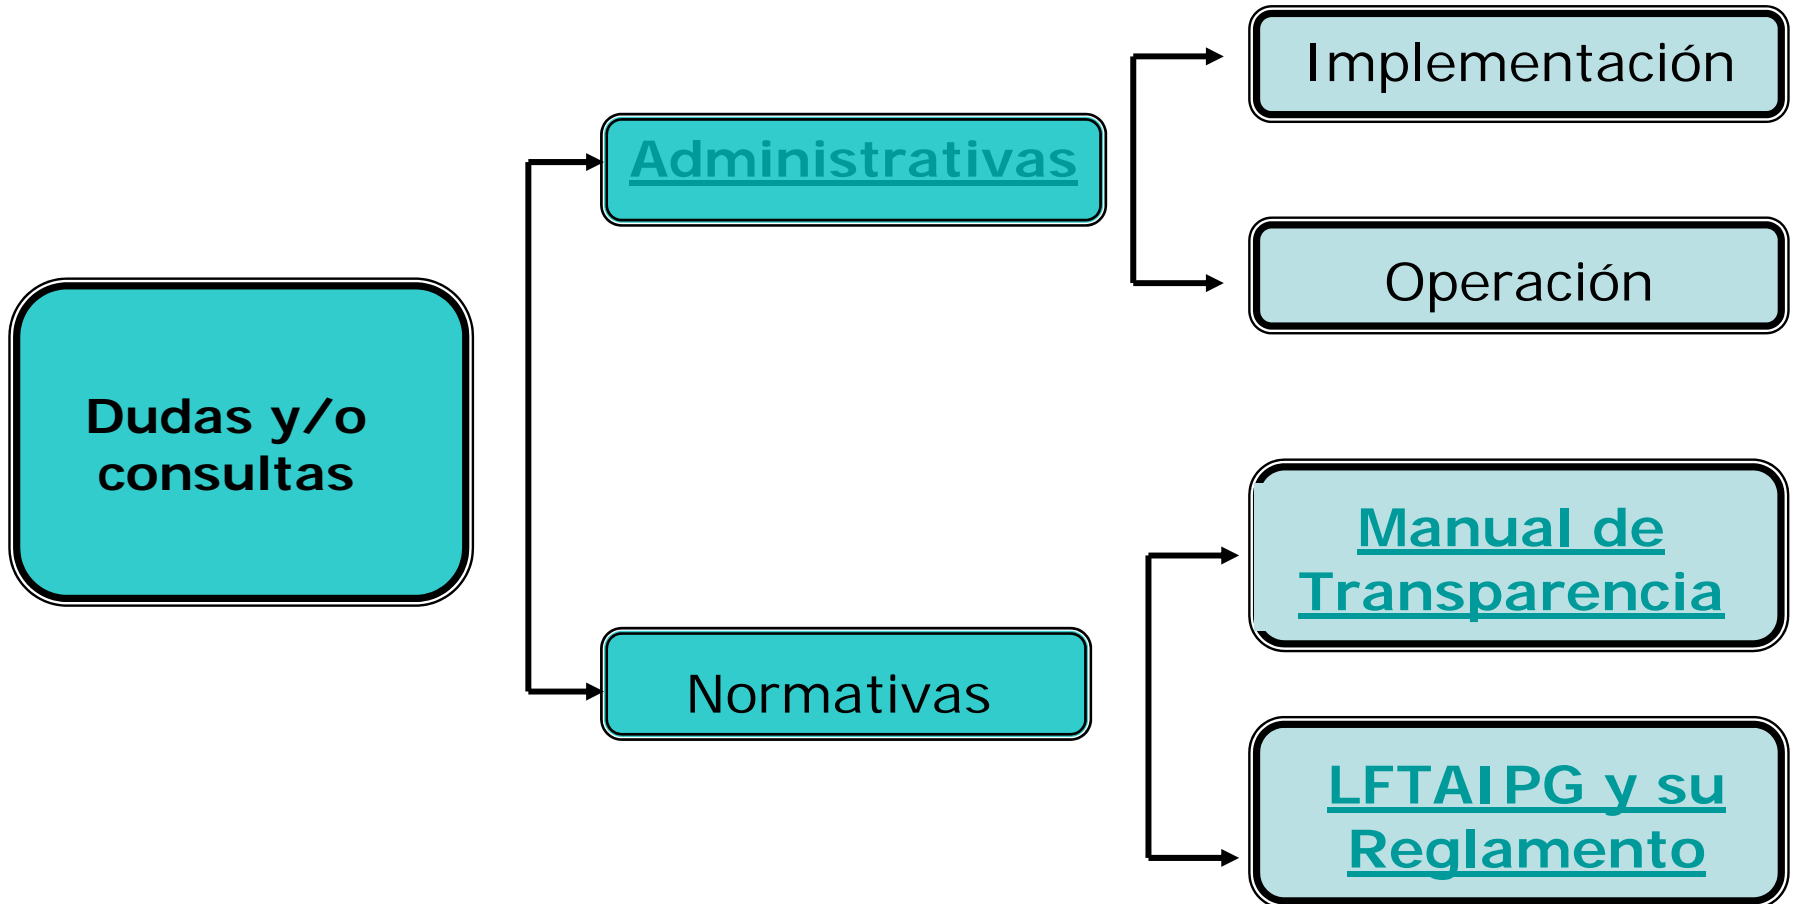 Dudas y/o
consultas
Administrativas
Implementación
Operación
Normativas
Manual de
Transparencia
LFTAIPG y su
Reglamento